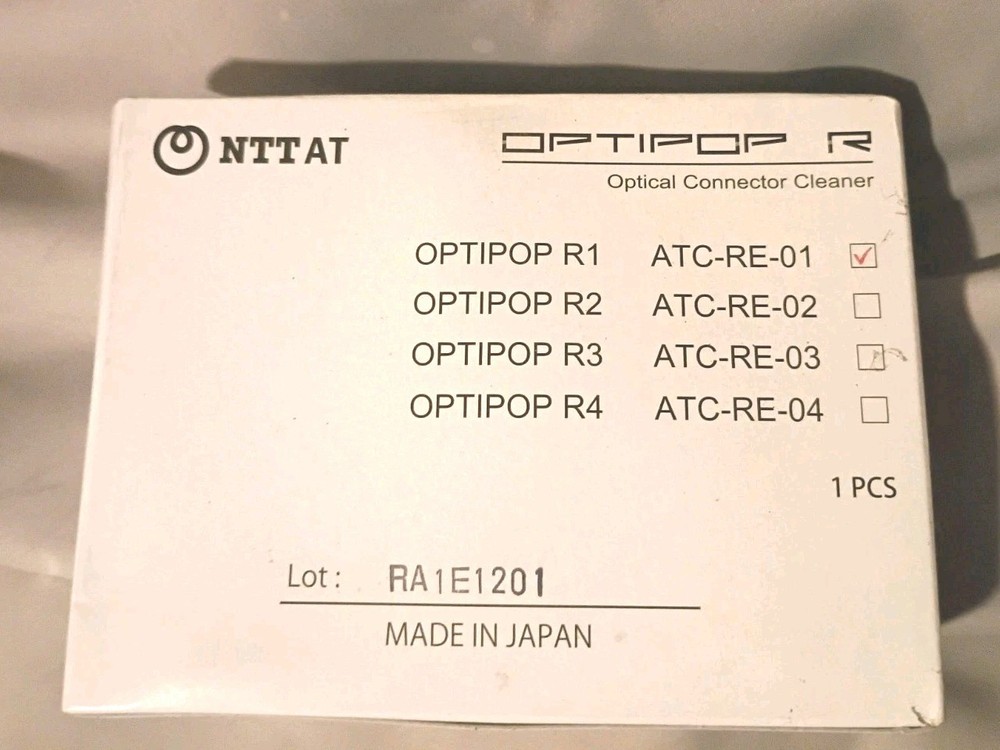 NTT AT
OPTIPOP R
Optical Connector Cleaner
OPTIPOP R1 ATC-RE-01 ☑
OPTIPOP R2 ATC-RE-02 ☐
OPTIPOP R3 ATC-RE-03 ☐
OPTIPOP R4 ATC-RE-04 ☐
1 PCS
Lot: RA1E1201
MADE IN JAPAN